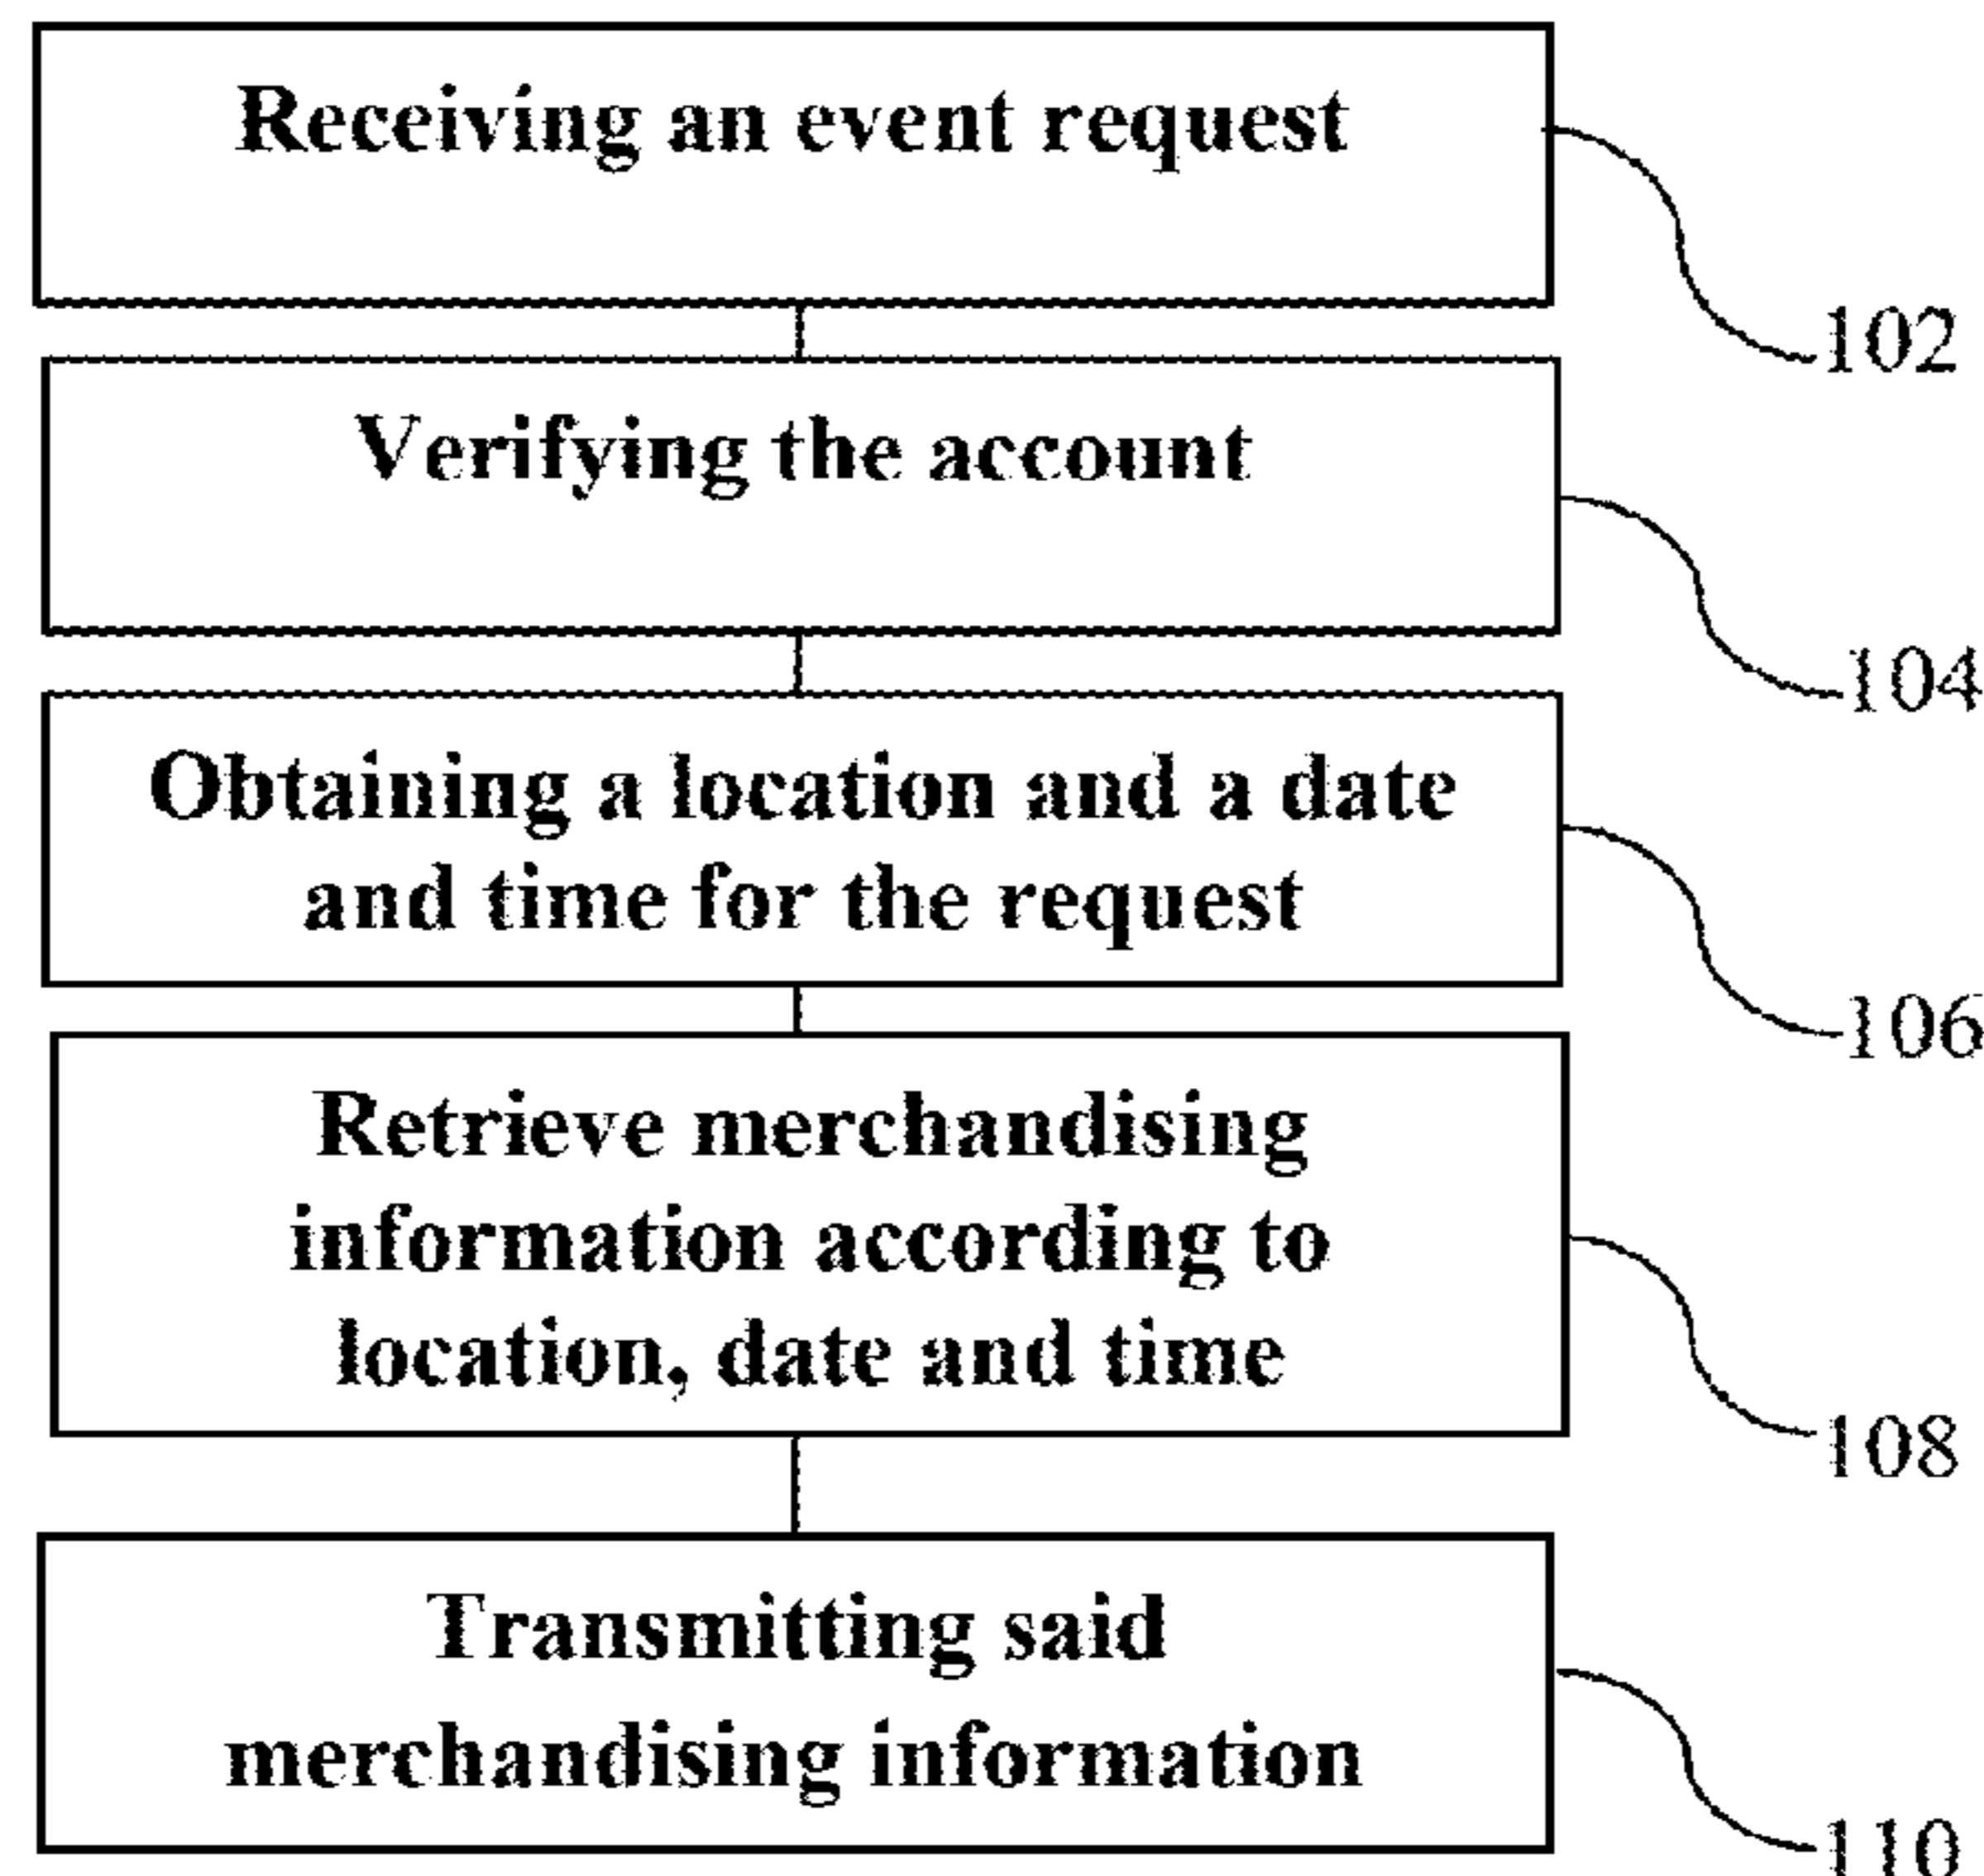 Receiving an event request
102
Verifying the account
104
Obtaining a location and a date
and time for the request
106
Retrieve merchandising
information according to
location, date and time
108
Transmitting said
merchandising information
110